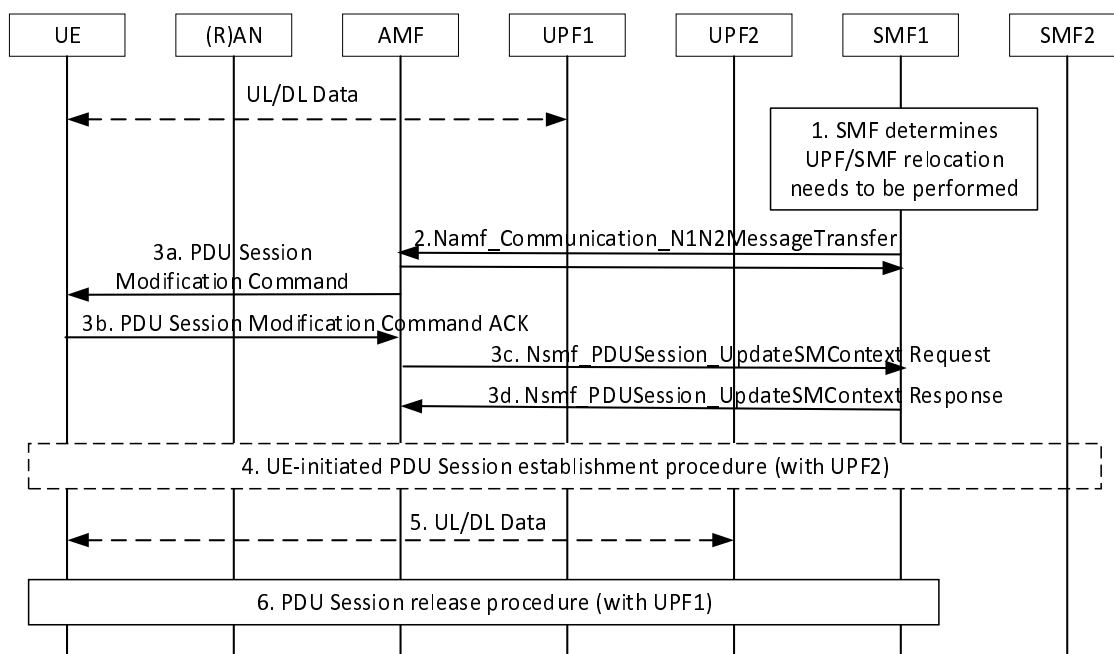 UE
(R)AN
AMF
UPF1
UPF2
SMF1
SMF2
UL/DL Data
1. SMF determines
UPF/SMF relocation
needs to be performed
2.Namf_Communication_N1N2MessageTransfer
3a. PDU Session
Modification Command
3b. PDU Session Modification Command ACK
3c. Nsmf_PDUSession_UpdateSMContext Request
3d. Nsmf_PDUSession_UpdateSMContext Response
4. UE-initiated PDU Session establishment procedure (with UPF2)
5. UL/DL Data
6. PDU Session release procedure (with UPF1)